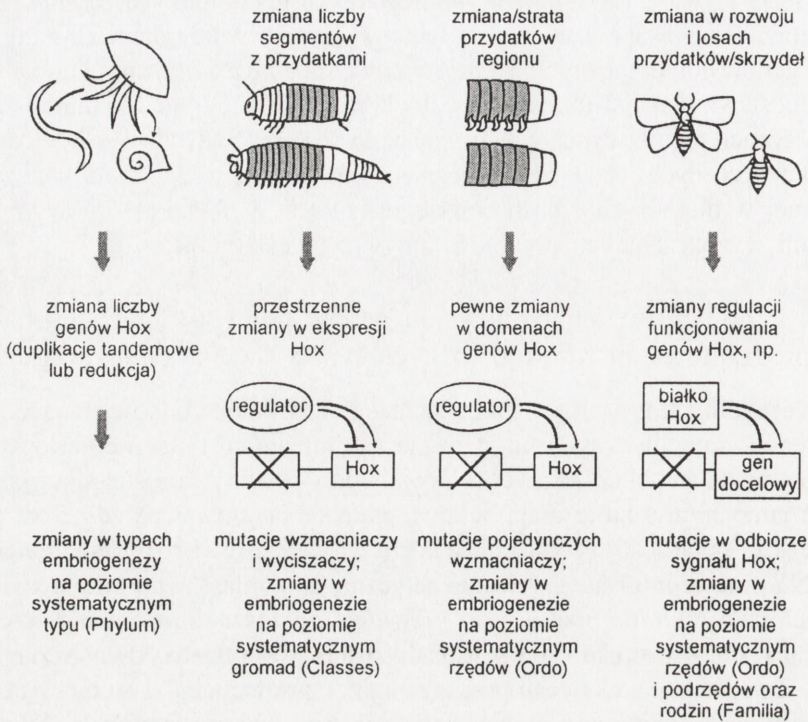 zmiana liczby
segmentów
z przydatkami
zmiana/strata
przydatków
regionu
zmiana w rozwoju
i losach
przydatków/skrzydeł
zmiana liczby
genów Hox
(duplikacje tandemowe
lub redukcja)
przestrzenne
zmiany w ekspresji
Hox
pewne zmiany
w domenach
genów Hox
zmiany regulacji
funkcjonowania
genów Hox, np.
regulator
Hox
regulator
Hox
białko
Hox
gen
docelowy
zmiany w typach
embriogenezy
na poziomie
systematycznym
typu (Phylum)
mutacje wzmacniaczy
i wyciszaczy;
zmiany w
embriogenezie
na poziomie
systematycznym
gromad (Classes)
mutacje pojedynczych
wzmacniaczy;
zmiany w
embriogenezie
na poziomie
systematycznym
rzędów (Ordo)
mutacje w odbiorze
sygnału Hox;
zmiany w
embriogenezie
na poziomie
systematycznym
rzędów (Ordo)
i podrzędów oraz
rodzin (Familia)